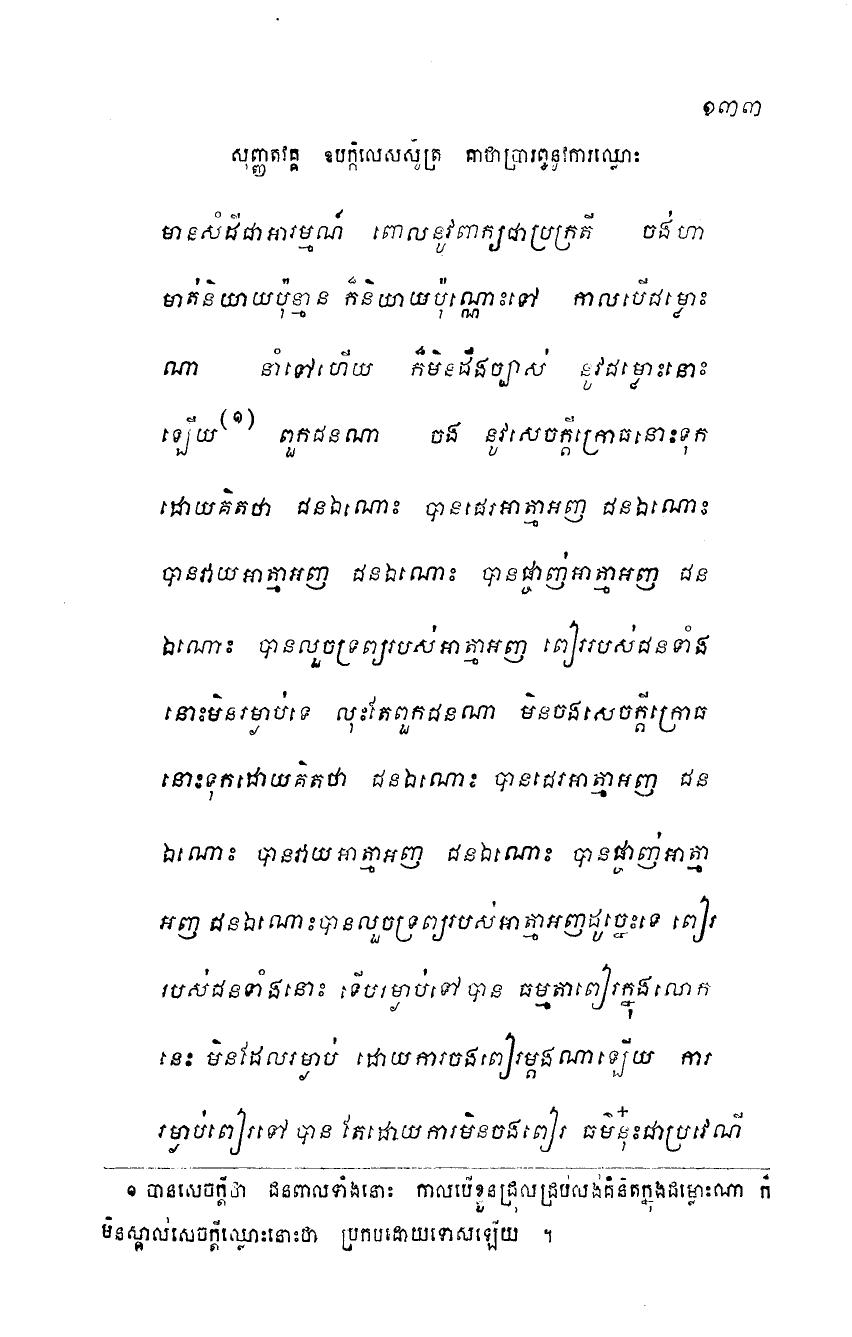 ១៣៣
សុញ្ញតវគ្គ ឧបក្កិលេសសូត្រ គាថាប្រារព្ធនូវការឈ្លោះ
មានសំដីជាអារម្មណ៍ ពោលនូវពាក្យជាប្រក្រតី ចង់ហា
មាត់និយាយប៉ុន្មាន ក៏និយាយប៉ុណ្ណោះទៅ កាលបើជម្លោះ
ណា នាំទៅហើយ ក៏មិនដឹងច្បាស់ នូវជម្លោះនោះ
ឡើយ(១) ពួកជនណា ចង នូវសេចក្តីក្រោធនោះទុក
ដោយគិតថា ជនឯណោះ បានជេរអាត្មាអញ ជនឯណោះ
បានវាយអាត្មាអញ ជនឯណោះ បានផ្ចាញ់អាត្មាអញ ជន
ឯណោះ បានលួចទ្រព្យរបស់អាត្មាអញ ពៀររបស់ជនទាំង
នោះមិនរម្ងាប់ទេ លុះតែពួកជនណា មិនចងសេចក្តីក្រោធ
នោះទុកដោយគិតថា ជនឯណោះ បានជេរអាត្មាអញ ជន
ឯណោះ បានវាយអាត្មាអញ ជនឯណោះ បានផ្ចាញ់អាត្មា
អញ ជនឯណោះបានលួចទ្រព្យរបស់អាត្មាអញដូច្នេះទេ ពៀរ
របស់ជនទាំងនោះ ទើបរម្ងាប់ទៅបាន ធម្មតាពៀរក្នុងលោក
នេះ មិនដែលរម្ងាប់ ដោយការចងពៀរម្តងណាឡើយ ការ
រម្ងាប់ពៀរទៅ បាន តែដោយការមិនចងពៀរ ធម៌នុ៎ះជាប្រវេណី
១ បានសេចក្តីថា ជនពាលទាំងនោះ កាលបើខ្លួនជ្រុលជ្រប់លង់គំនិតក្នុងជម្លោះណា ក៏
មិនស្គាល់សេចក្តីឈ្លោះនោះថា ប្រកបដោយទោសឡើយ ។